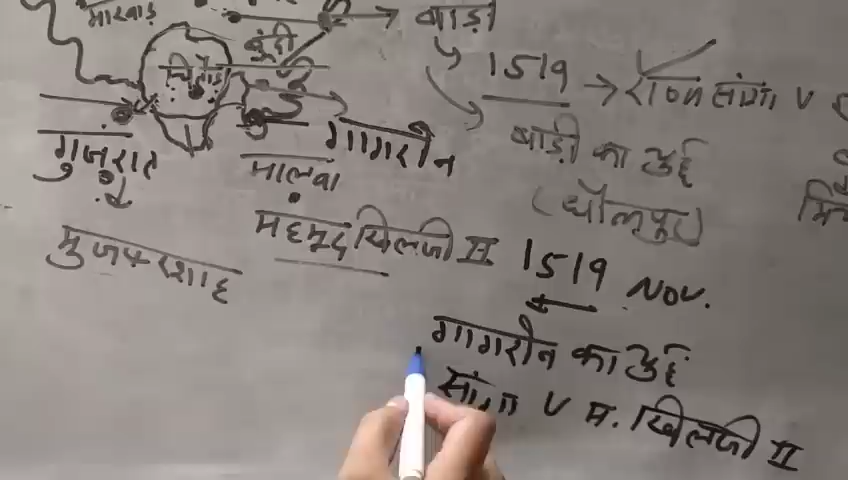 मारवाड़
बाड़ी
बुंदी
चित्तौड़
1519 → राणा सांगा V
बाड़ी का युद्ध
(धौलपुर)
गागरोन
गुजरात
मालवा
महमूद खिलजी II
मुजफ्फरशाह
1519 Nov.
गागरोन का युद्ध
सांगा V म. खिलजी II